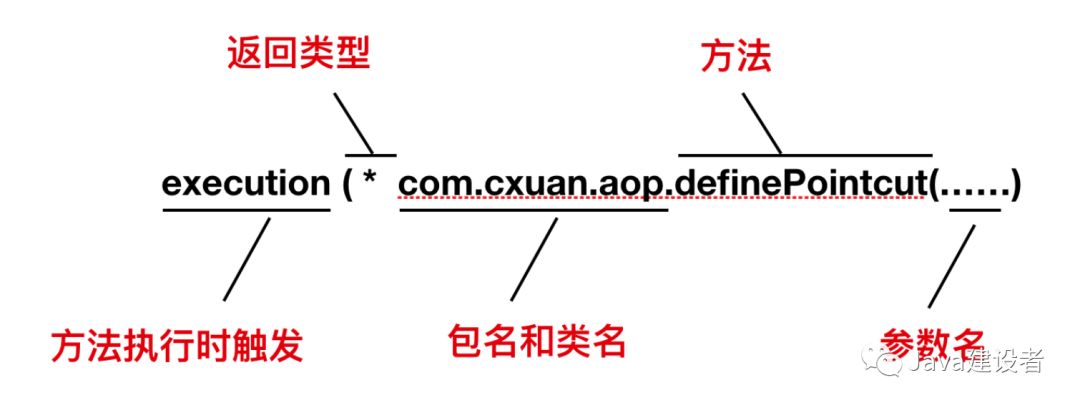 返回类型
方法
execution ( * com.cxuan.aop.definePointcut(……)
方法执行时触发
包名和类名
参数名
Java建设者